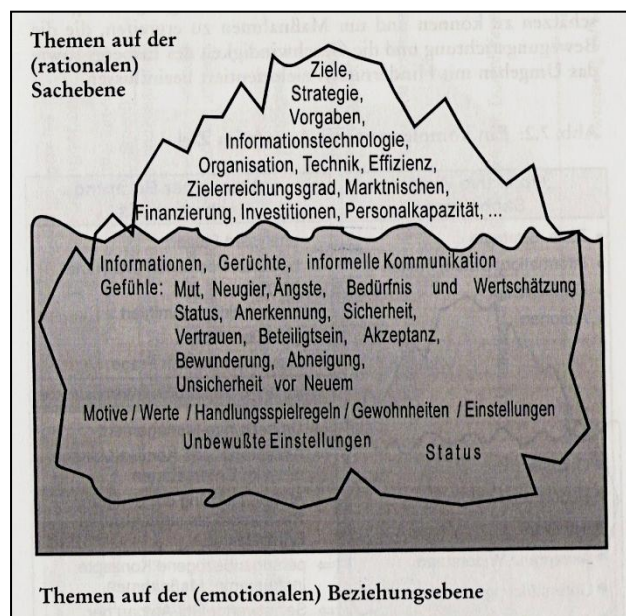 Themen auf der
(rationalen)
Sachebene
Ziele,
Strategie,
Vorgaben,
Informationstechnologie,
Organisation, Technik, Effizienz,
Zielerreichungsgrad, Marktnischen,
Finanzierung, Investitionen, Personalkapazität, ...
Informationen, Gerüchte, informelle Kommunikation
Gefühle: Mut, Neugier, Ängste, Bedürfnis und Wertschätzung
Status, Anerkennung, Sicherheit,
Vertrauen, Beteiligtsein, Akzeptanz,
Bewunderung, Abneigung,
Unsicherheit vor Neuem
Motive / Werte / Handlungsspielregeln / Gewohnheiten / Einstellungen
Unbewußte Einstellungen
Status
Themen auf der (emotionalen) Beziehungsebene